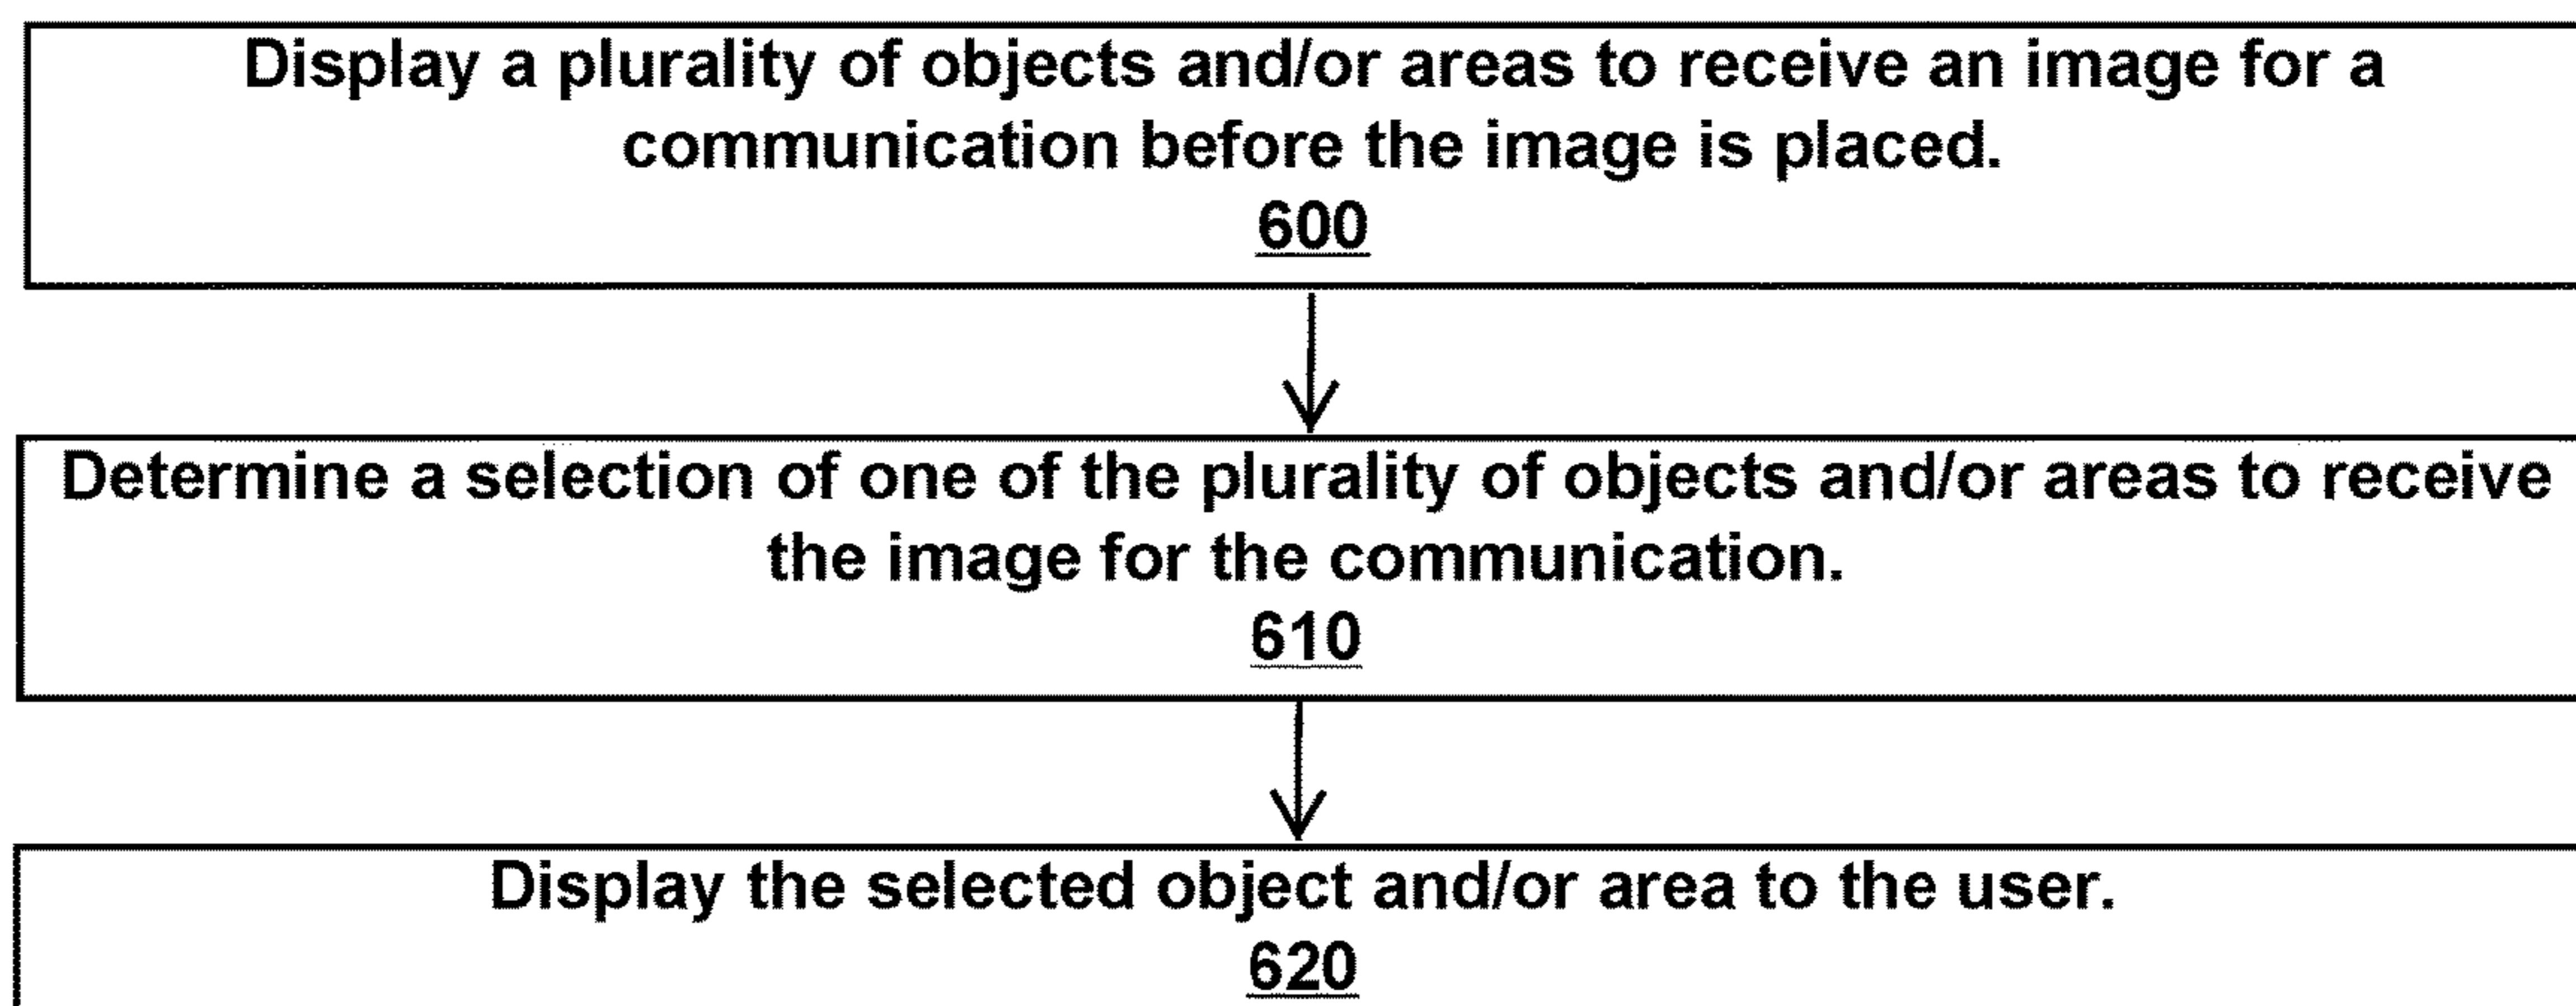 Display a plurality of objects and/or areas to receive an image for a
communication before the image is placed.
600
Determine a selection of one of the plurality of objects and/or areas to receive
the image for the communication.
610
Display the selected object and/or area to the user.
620